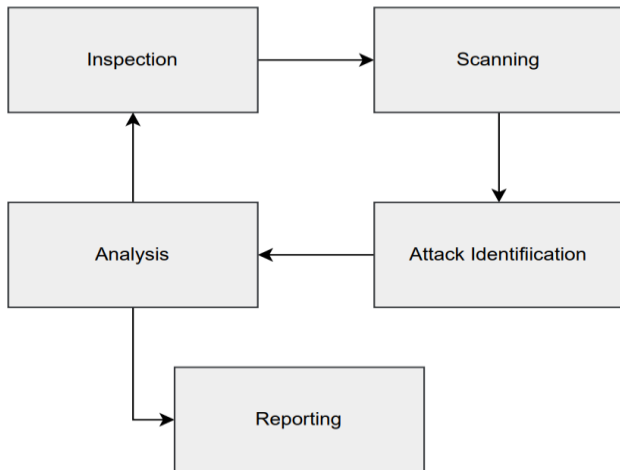 Inspection
Scanning
Analysis
Attack Identifiication
Reporting